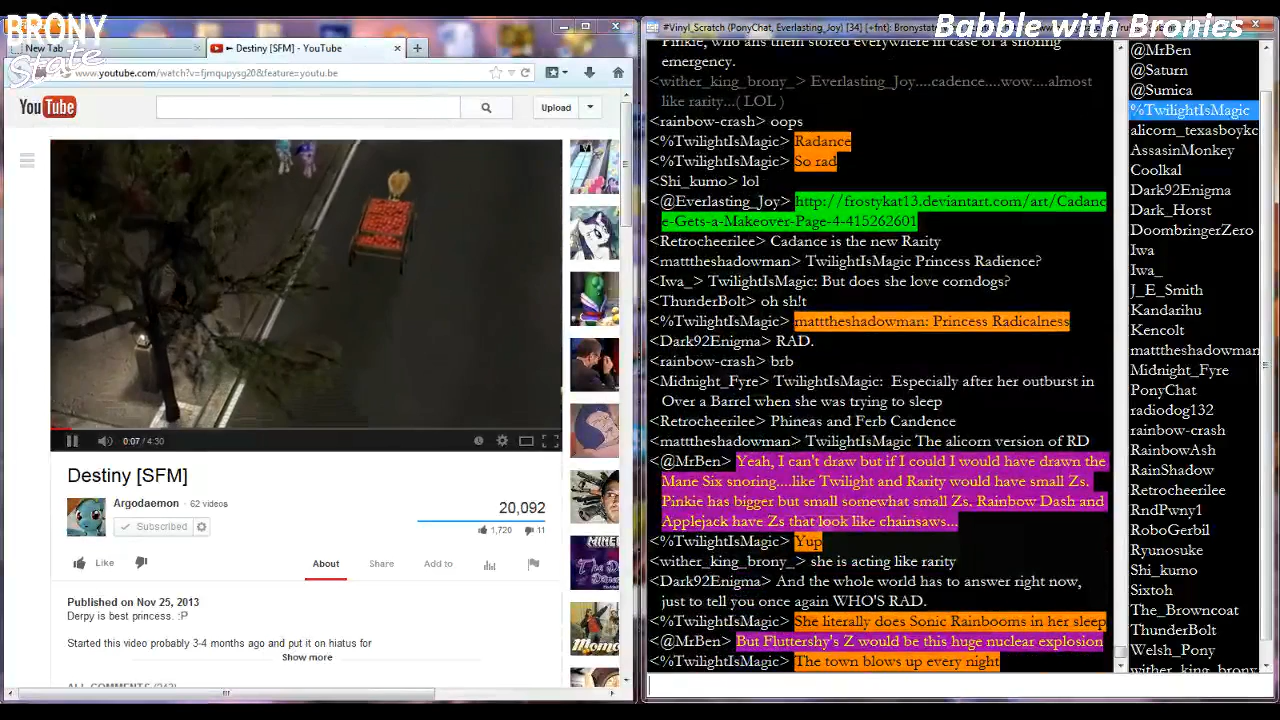 BRONY
State
New Tab
Destiny [SFM] - YouTube
www.youtube.com/watch?v=fjmqupysg20&feature=youtu.be
YouTube
Upload
0:07 / 4:30
Destiny [SFM]
Argodaemon · 62 videos
Subscribed
20,092
1,720 11
Like
About
Share
Add to
Published on Nov 25, 2013
Derpy is best princess. :P
Started this video probably 3-4 months ago and put it on hiatus for
Show more
#Vinyl_Scratch (PonyChat, Everlasting_Joy) [34] [+fnt]:
Babble with Bronies
Pinkie, who ahs them stored everywhere in case of a snoring
emergency.
<wither_king_brony_> Everlasting_Joy....cadence....wow....almost
like rarity...( LOL )
<rainbow-crash> oops
<%TwilightIsMagic> Radance
<%TwilightIsMagic> So rad
<Shi_kumo> lol
<@Everlasting_Joy> http://frostykat13.deviantart.com/art/Cadanc
e-Gets-a-Makeover-Page-4-415262601
<Retrocheerilee> Cadance is the new Rarity
<matttheshadowman> TwilightIsMagic Princess Radience?
<Iwa_> TwilightIsMagic: But does she love corndogs?
<ThunderBolt> oh sh!t
<%TwilightIsMagic> matttheshadowman: Princess Radicalness
<Dark92Enigma> RAD.
<rainbow-crash> brb
<Midnight_Fyre> TwilightIsMagic:  Especially after her outburst in
Over a Barrel when she was trying to sleep
<Retrocheerilee> Phineas and Ferb Candence
<matttheshadowman> TwilightIsMagic The alicorn version of RD
<@MrBen> Yeah, I can't draw but if I could I would have drawn the
Mane Six snoring....like Twilight and Rarity would have small Zs.
Pinkie has bigger but small somewhat small Zs. Rainbow Dash and
Applejack have Zs that look like chainsaws...
<%TwilightIsMagic> Yup
<wither_king_brony_> she is acting like rarity
<Dark92Enigma> And the whole world has to answer right now,
just to tell you once again WHO'S RAD.
<%TwilightIsMagic> She literally does Sonic Rainbooms in her sleep
<@MrBen> But Fluttershy's Z would be this huge nuclear explosion
<%TwilightIsMagic> The town blows up every night
@MrBen
@Saturn
@Sumica
%TwilightIsMagic
alicorn_texasboykc
AssasinMonkey
Coolkal
Dark92Enigma
Dark_Horst
DoombringerZero
Iwa
Iwa_
J_E_Smith
Kandarihu
Kencolt
matttheshadowman
Midnight_Fyre
PonyChat
radiodog132
rainbow-crash
RainbowAsh
RainShadow
Retrocheerilee
RndPwny1
RoboGerbil
Ryunosuke
Shi_kumo
Sixtoh
The_Browncoat
ThunderBolt
Welsh_Pony
wither_king_brony